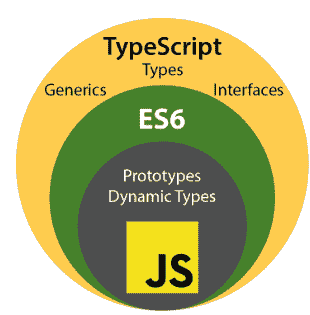 TypeScript
Types
Generics Interfaces
ES6
Prototypes
Dynamic Types
JS